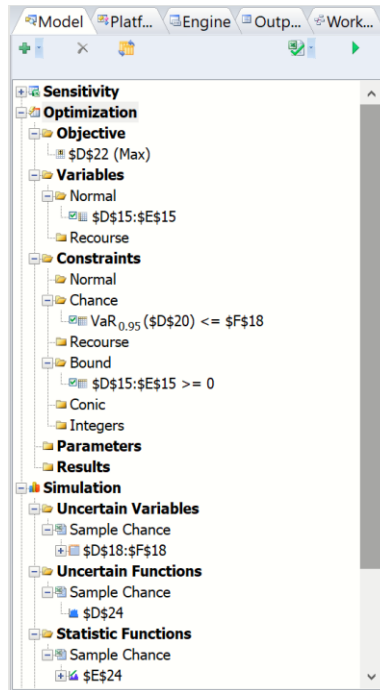 Model Platf... Engine Outp... Work...
Sensitivity
Optimization
Objective
$D$22 (Max)
Variables
Normal
$D$15:$E$15
Recourse
Constraints
Normal
Chance
VaR 0.95 ($D$20) <= $F$18
Recourse
Bound
$D$15:$E$15 >= 0
Conic
Integers
Parameters
Results
Simulation
Uncertain Variables
Sample Chance
$D$18:$F$18
Uncertain Functions
Sample Chance
$D$24
Statistic Functions
Sample Chance
$E$24